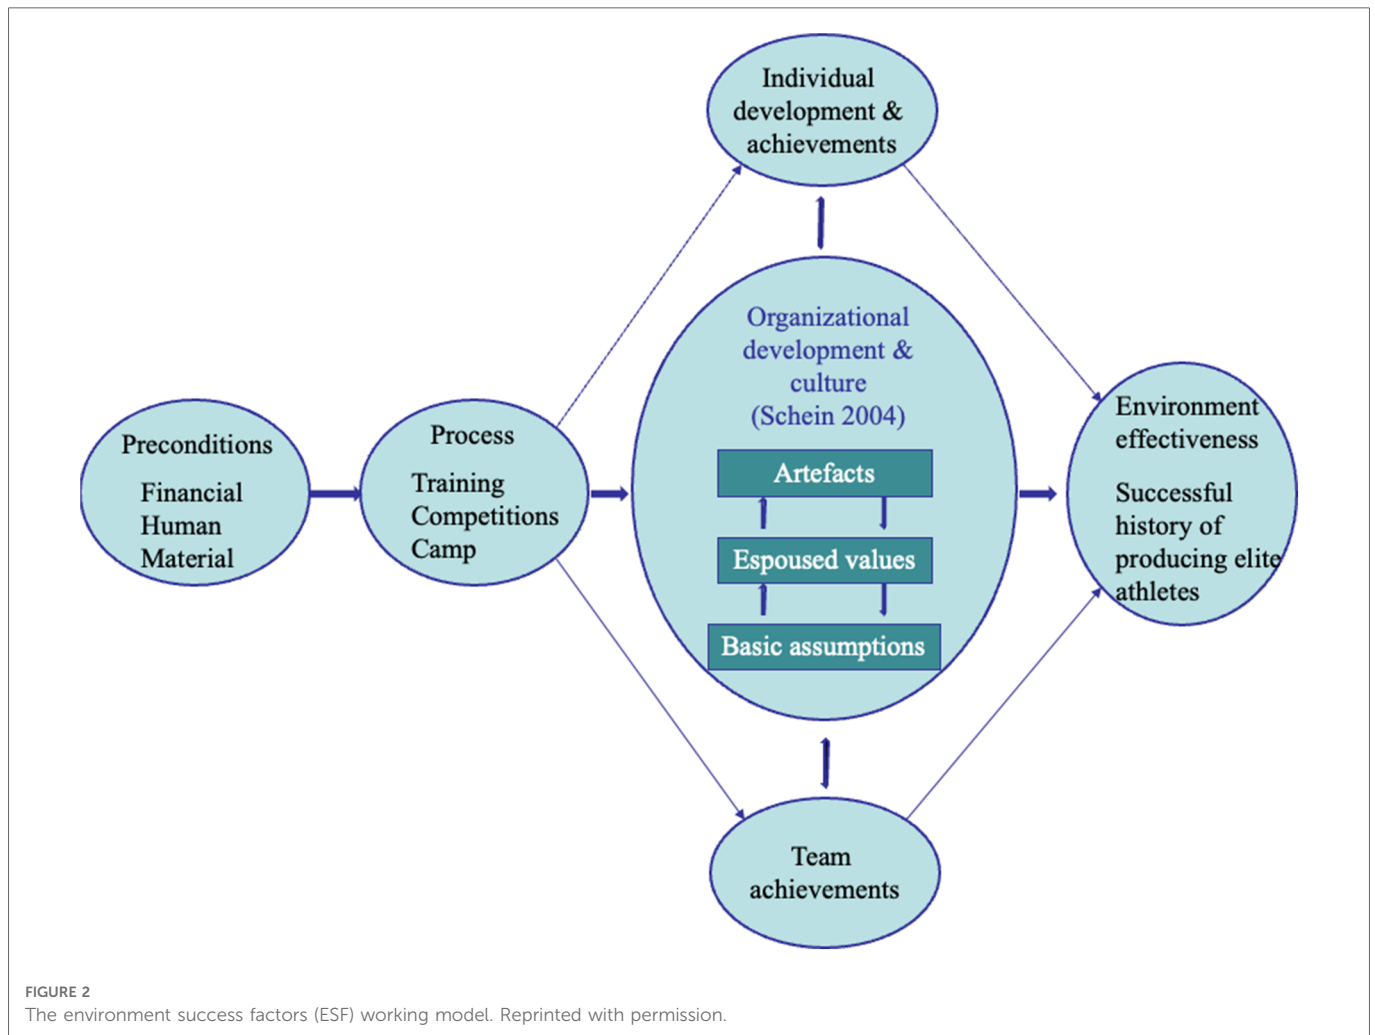 Individual
development &
achievements
Organizational
development &
culture
(Schein 2004)
Artefacts
Espoused values
Basic assumptions
Preconditions
Financial
Human
Material
Process
Training
Competitions
Camp
Environment
effectiveness
Successful
history of
producing elite
athletes
Team
achievements
FIGURE 2
The environment success factors (ESF) working model. Reprinted with permission.